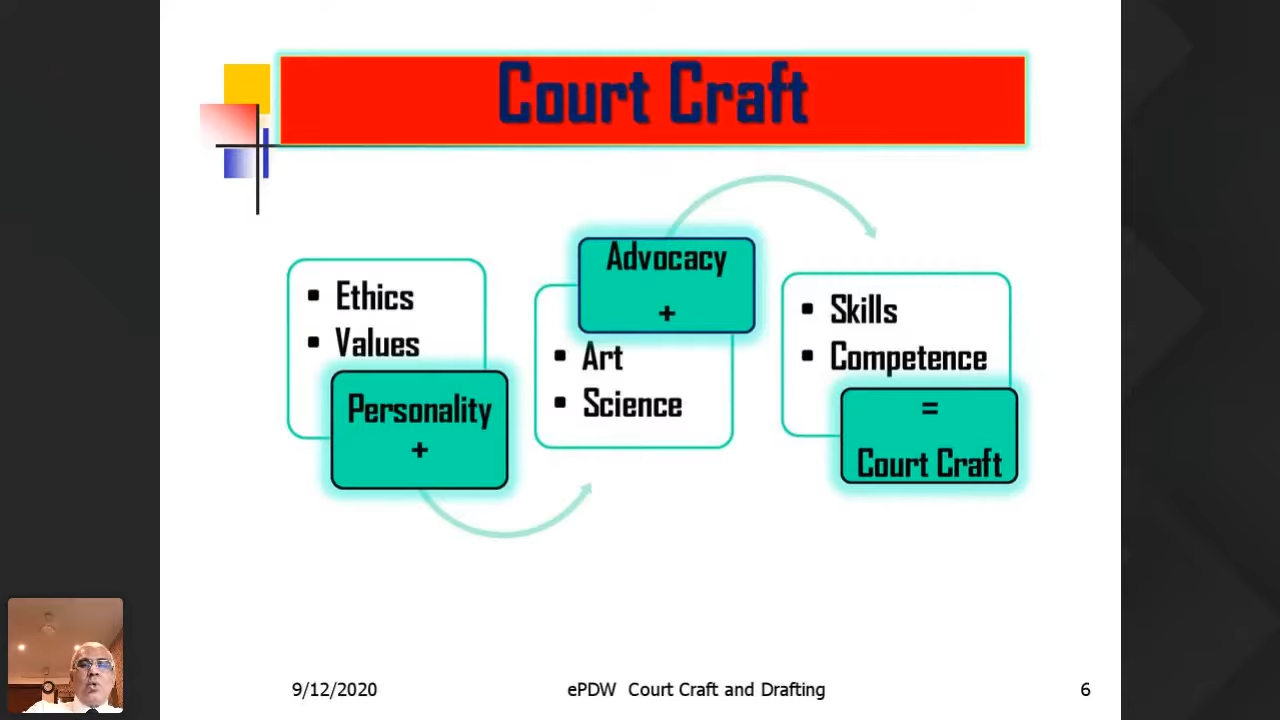 Court Craft
Ethics
Values
Personality
+
Advocacy
+
Art
Science
Skills
Competence
=
Court Craft
9/12/2020
ePDW Court Craft and Drafting
6